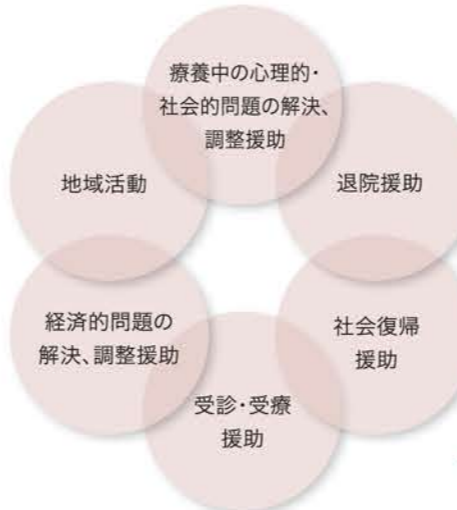 療養中の心理的・
社会的問題の解決、
調整援助
退院援助
社会復帰
援助
受診・受療
援助
経済的問題の
解決、調整援助
地域活動